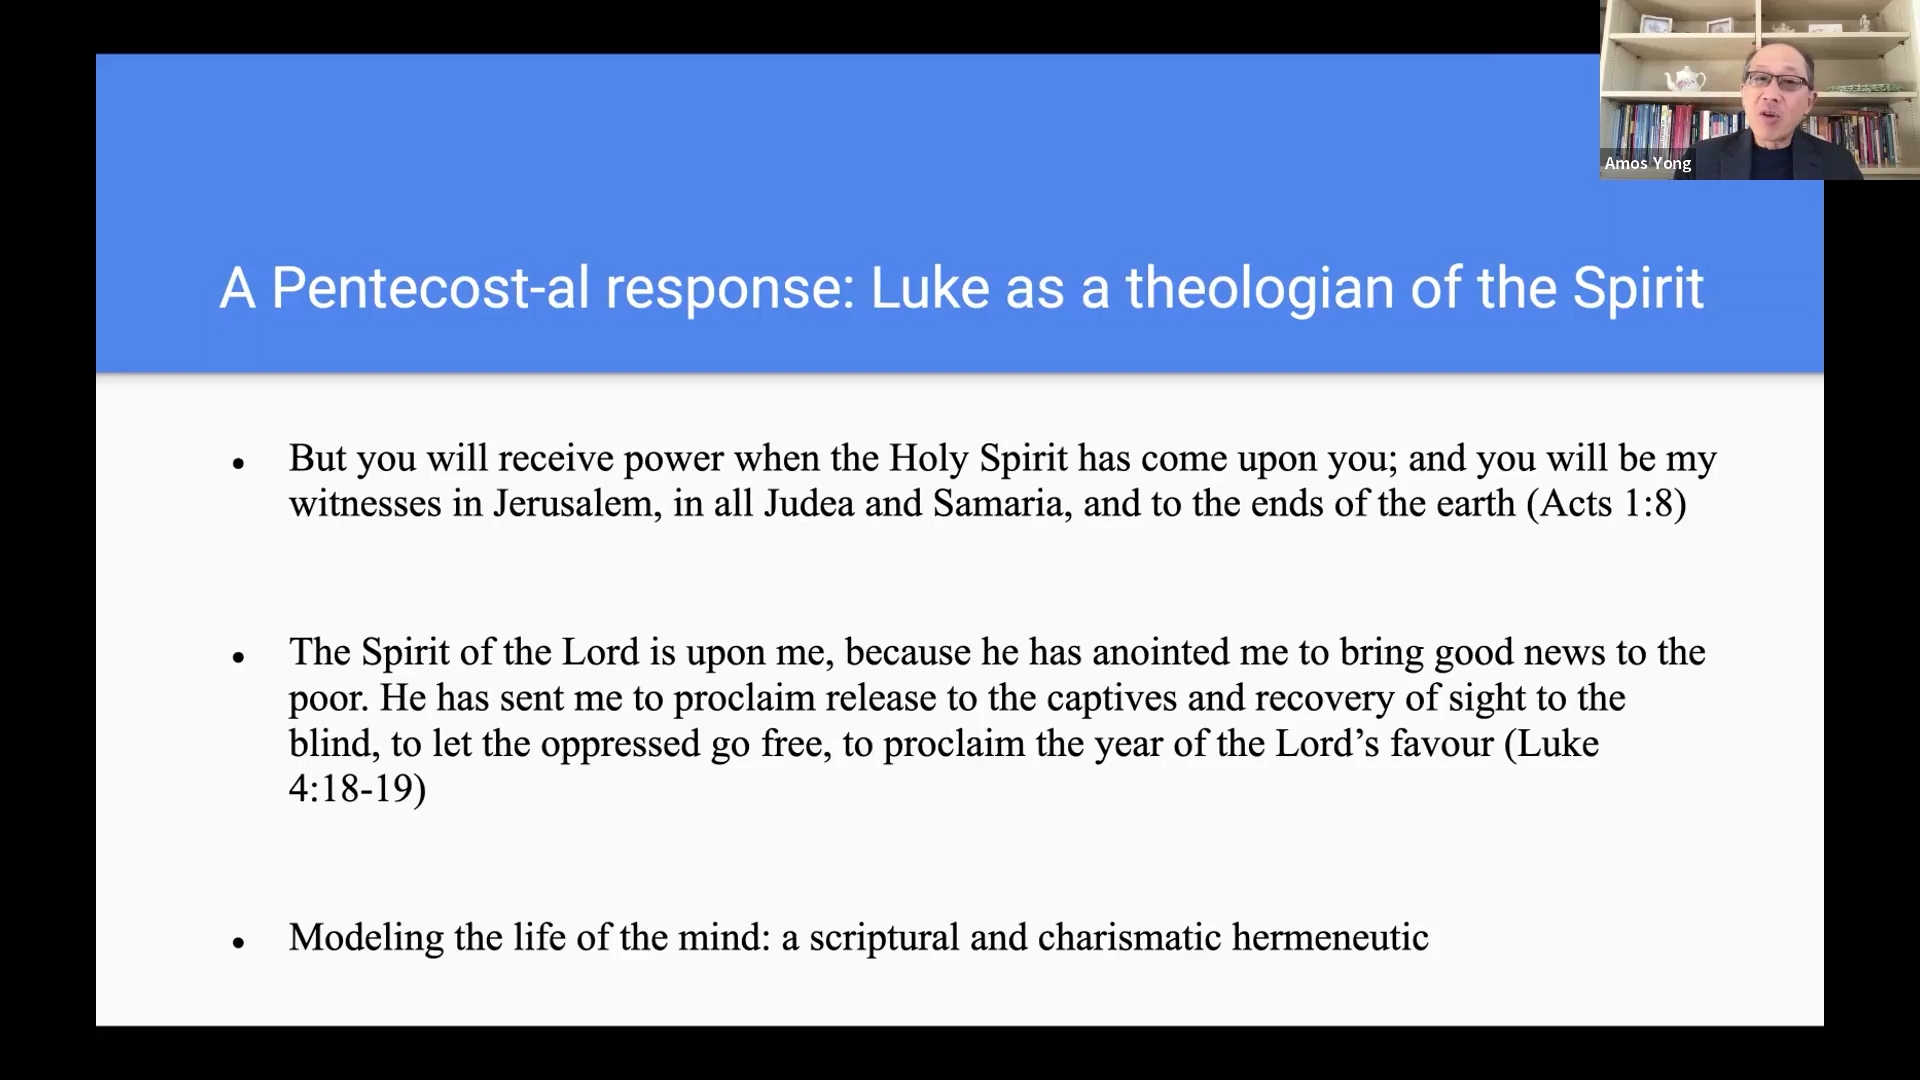 Amos Yong
A Pentecost-al response: Luke as a theologian of the Spirit
• But you will receive power when the Holy Spirit has come upon you; and you will be my
witnesses in Jerusalem, in all Judea and Samaria, and to the ends of the earth (Acts 1:8)
• The Spirit of the Lord is upon me, because he has anointed me to bring good news to the
poor. He has sent me to proclaim release to the captives and recovery of sight to the
blind, to let the oppressed go free, to proclaim the year of the Lord’s favour (Luke
4:18-19)
• Modeling the life of the mind: a scriptural and charismatic hermeneutic